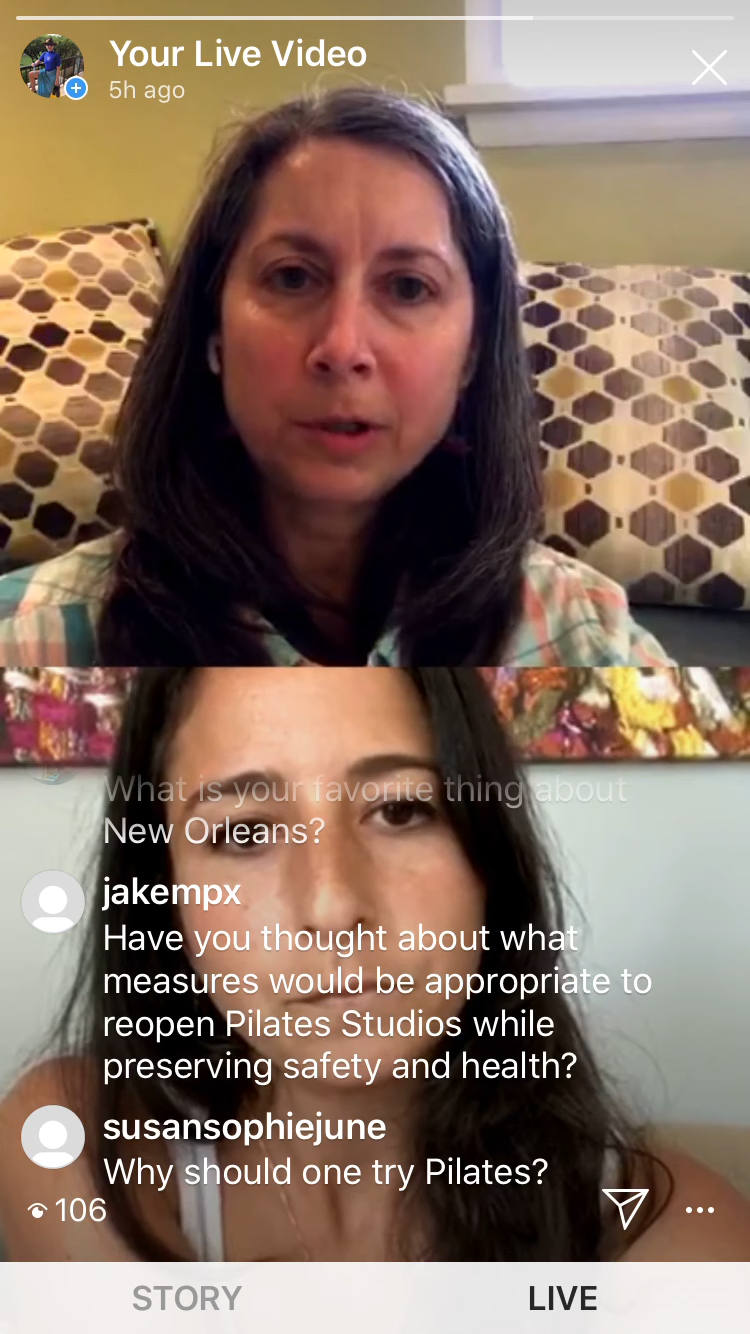 Your Live Video
5h ago
What is your favorite thing about
New Orleans?
jakempx
Have you thought about what
measures would be appropriate to
reopen Pilates Studios while
preserving safety and health?
susansophiejune
Why should one try Pilates?
106
STORY
LIVE